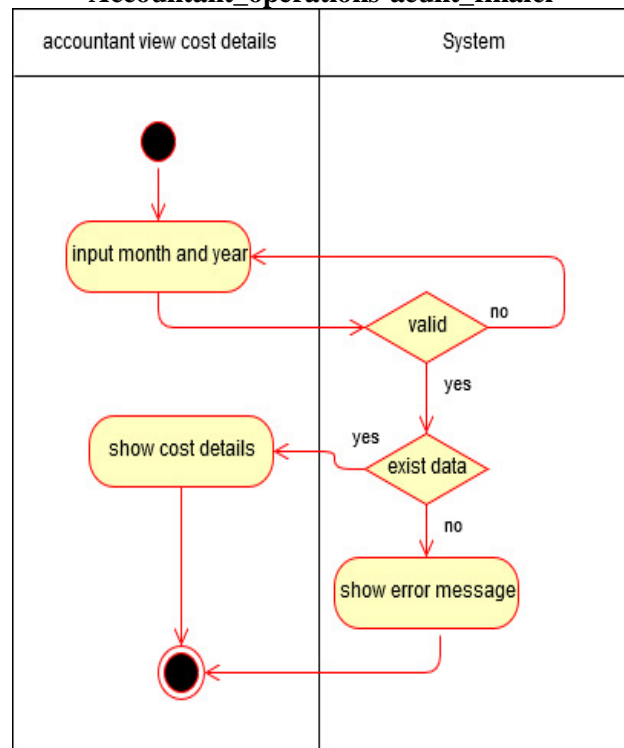 accountant view cost details
System
input month and year
valid
no
yes
yes
show cost details
exist data
no
show error message